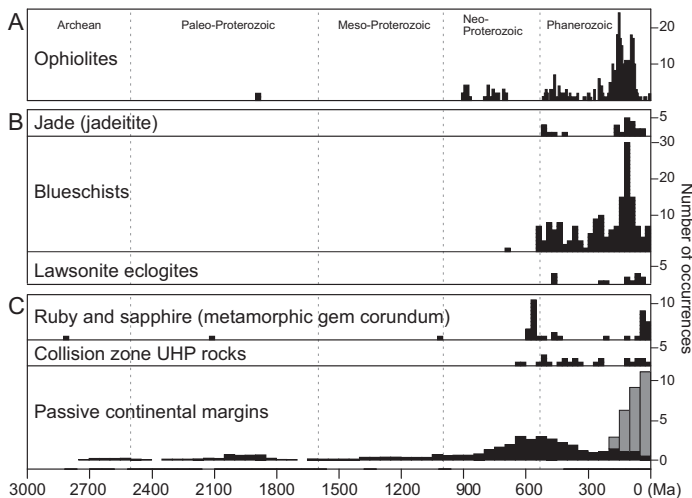 A
Archean
Paleo-Proterozoic
Meso-Proterozoic
Neo-
Proterozoic
Phanerozoic
Ophiolites
20
10
B
Jade (jadeitite)
5
Blueschists
30
20
10
Lawsonite eclogites
5
Number of occurrences
C
Ruby and sapphire (metamorphic gem corundum)
10
5
Collision zone UHP rocks
5
Passive continental margins
10
5
0
3000 2400 1800 1200 600 0 (Ma)
2700 2100 1500 900 300